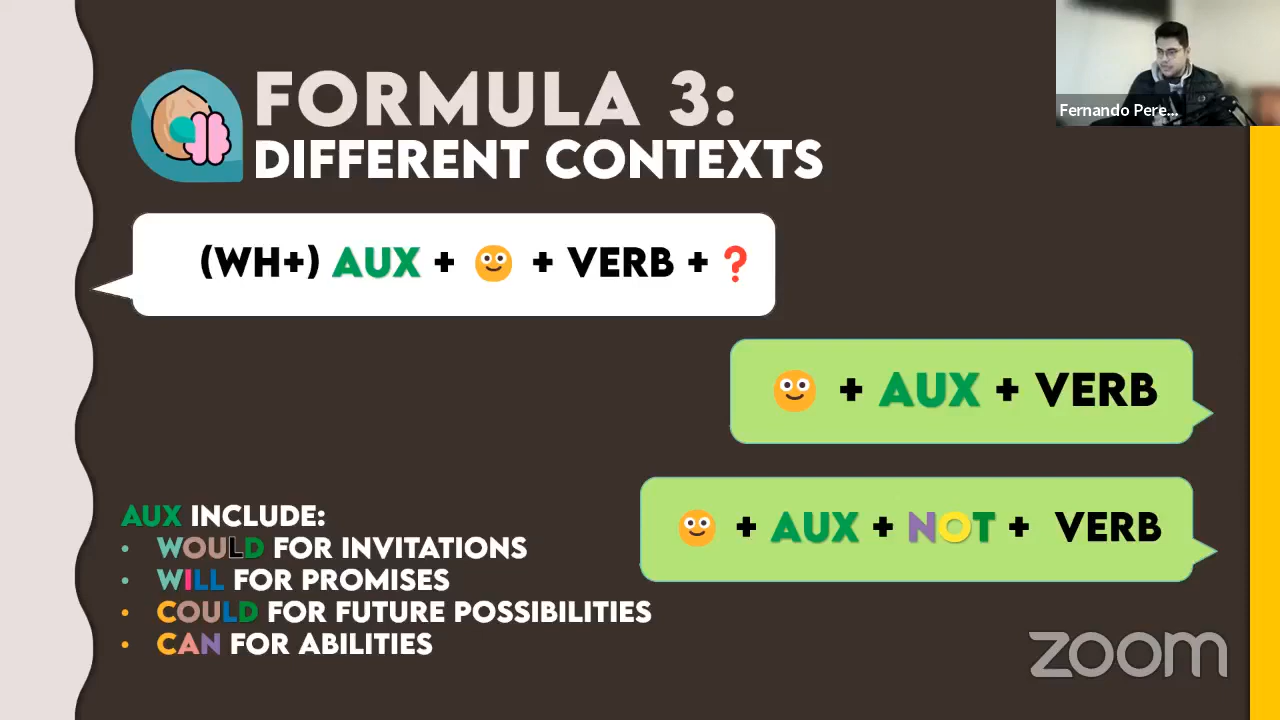 FORMULA 3:
DIFFERENT CONTEXTS
Fernando Pere...
(WH+) AUX + 🙂 + VERB + ❓
🙂 + AUX + VERB
🙂 + AUX + NOT + VERB
AUX INCLUDE:
• WOULD FOR INVITATIONS
• WILL FOR PROMISES
• COULD FOR FUTURE POSSIBILITIES
• CAN FOR ABILITIES
zoom